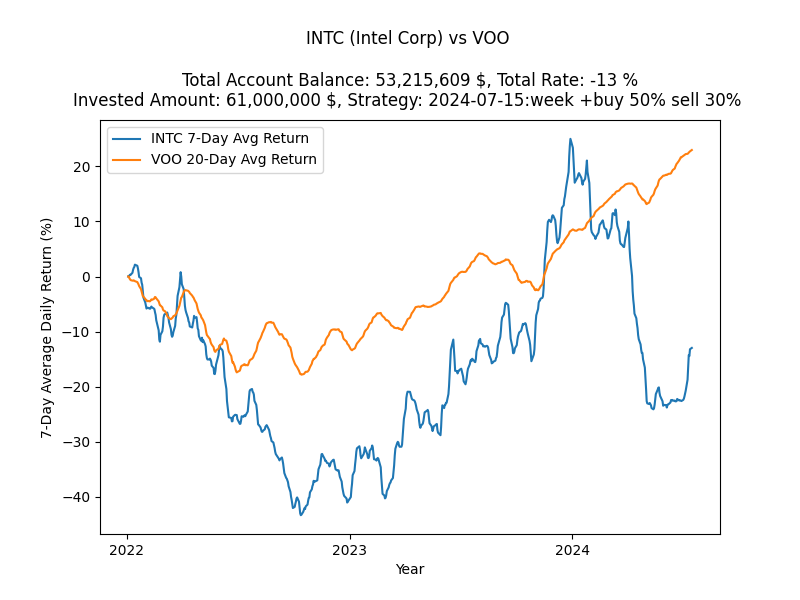 INTC (Intel Corp) vs VOO
Total Account Balance: 53,215,609 $, Total Rate: -13 %
Invested Amount: 61,000,000 $, Strategy: 2024-07-15:week +buy 50% sell 30%
INTC 7-Day Avg Return
VOO 20-Day Avg Return
7-Day Average Daily Return (%)
20
10
0
−10
−20
−30
−40
2022
2023
2024
Year